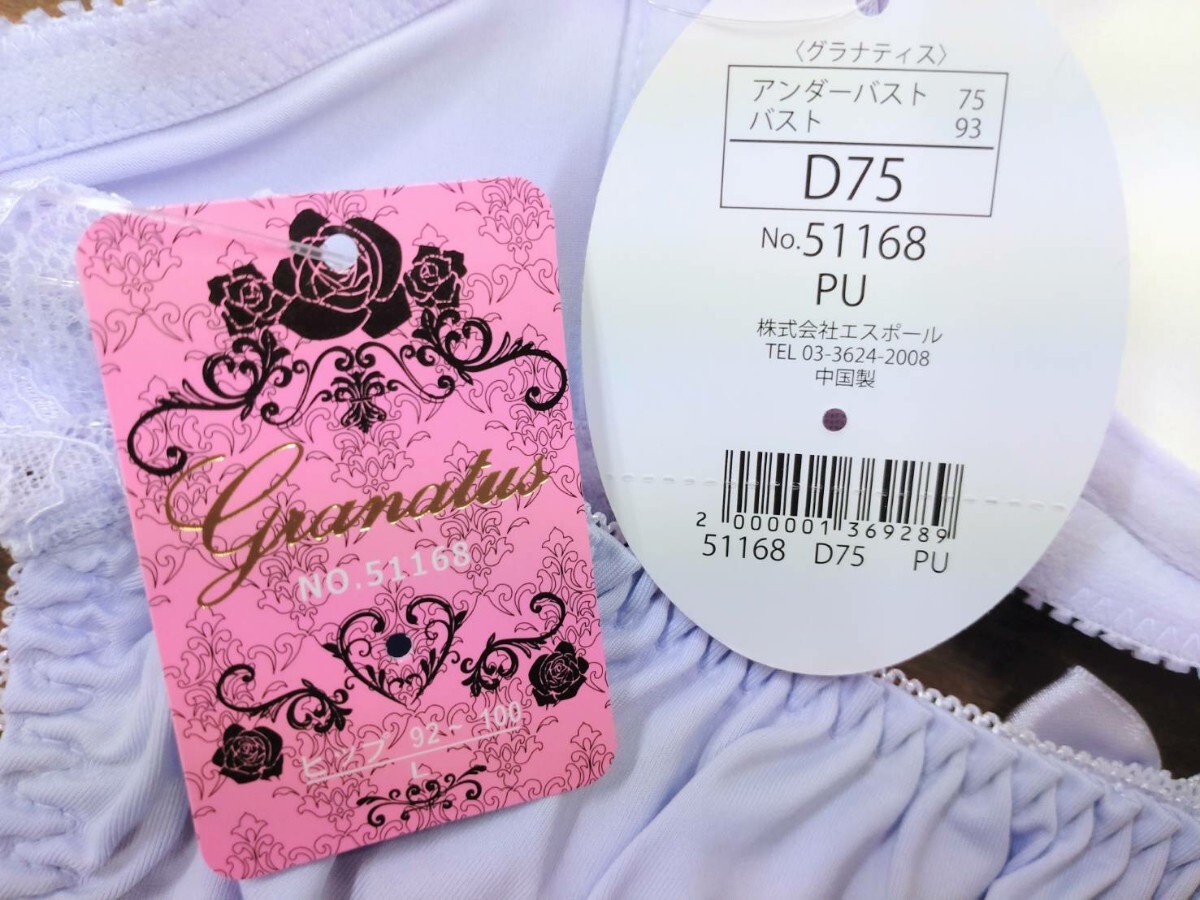 Granatus
NO.51168
ヒップ 92～100
L
〈グラナティス〉
アンダーバスト 75
バスト 93
D75
No.51168
PU
株式会社エスポール
TEL 03-3624-2008
中国製
2 000001 369289
51168 D75 PU